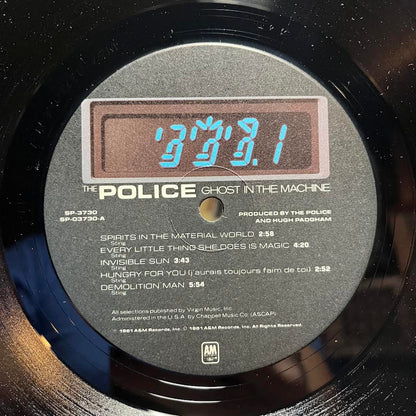 THE POLICE GHOST IN THE MACHINE
SP-3730
SP-03730-A
PRODUCED BY THE POLICE
AND HUGH PADGHAM
SPIRITS IN THE MATERIAL WORLD 2:58
Sting
EVERY LITTLE THING SHE DOES IS MAGIC 4:20
Sting
INVISIBLE SUN 3:43
Sting
HUNGRY FOR YOU (j'aurais toujours faim de toi) 2:52
Sting
DEMOLITION MAN 5:54
Sting
All selections published by Virgin Music, Inc.
Administered in the U.S.A. by Chappell Music Co. (ASCAP)
℗ 1981 A&M Records, Inc. © 1981 A&M Records, Inc. All Rights Reserved.
A&M